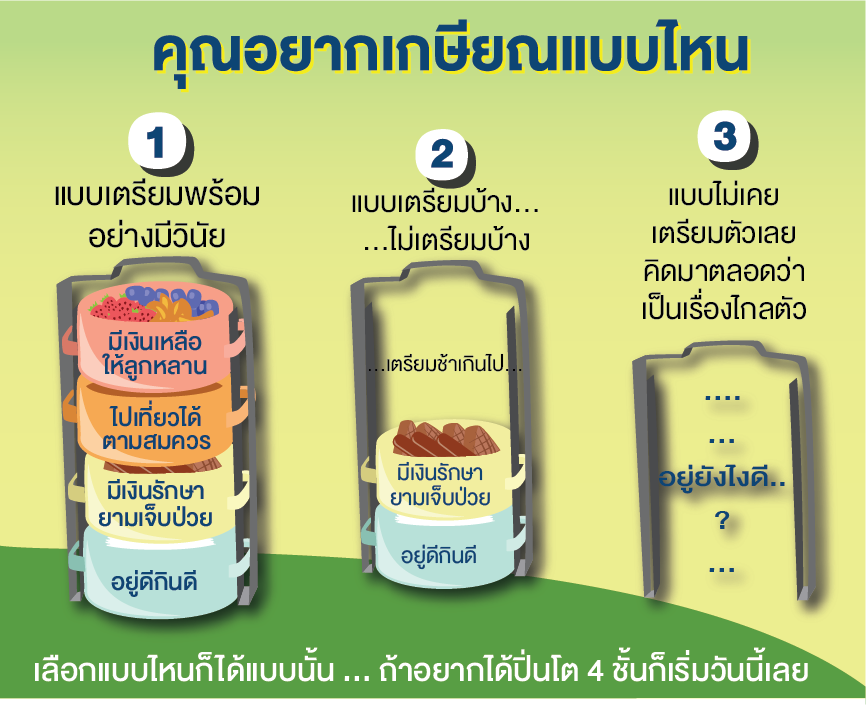 คุณอยากเกษียณแบบไหน
1
แบบเตรียมพร้อม
อย่างมีวินัย
มีเงินเหลือ
ให้ลูกหลาน
ไปเที่ยวได้
ตามสมควร
มีเงินรักษา
ยามเจ็บป่วย
อยู่ดีกินดี
2
แบบเตรียมบ้าง...
...ไม่เตรียมบ้าง
...เตรียมช้าเกินไป...
มีเงินรักษา
ยามเจ็บป่วย
อยู่ดีกินดี
3
แบบไม่เคย
เตรียมตัวเลย
คิดมาตลอดว่า
เป็นเรื่องไกลตัว
....
...
อยู่ยังไงดี..
?
...
เลือกแบบไหนก็ได้แบบนั้น ... ถ้าอยากได้ปิ่นโต 4 ชั้นก็เริ่มวันนี้เลย